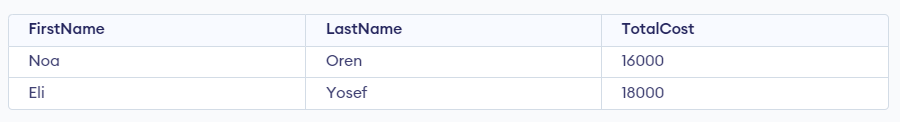 FirstName LastName TotalCost
Noa Oren 16000
Eli Yosef 18000